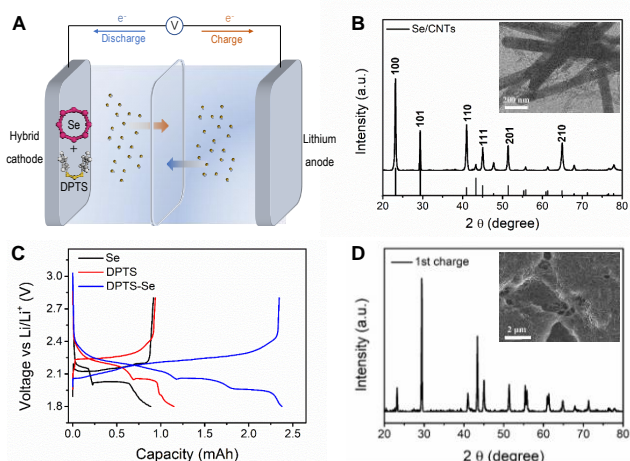 A
e⁻
e⁻
V
Discharge
Charge
Se
+
DPTS
Hybrid
cathode
Lithium
anode
B
Se/CNTs
200 nm
100
101
110
111
201
210
Intensity (a.u.)
20 30 40 50 60 70 80
2 θ (degree)
C
Se
DPTS
DPTS-Se
Voltage vs Li/Li⁺ (V)
3.0
2.7
2.4
2.1
1.8
0.0 0.5 1.0 1.5 2.0 2.5
Capacity (mAh)
D
1st charge
2 μm
Intensity (a.u.)
20 30 40 50 60 70 80
2 θ (degree)